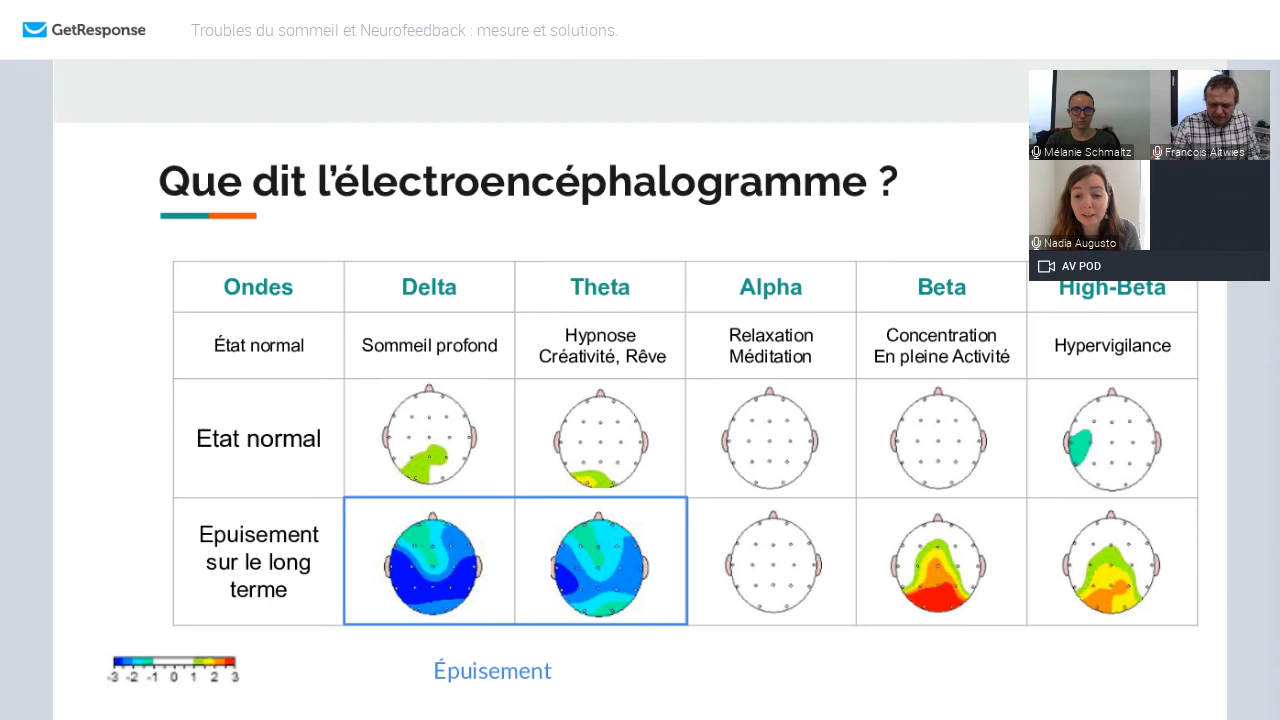 GetResponse
Troubles du sommeil et Neurofeedback : mesure et solutions.
Mélanie Schmaltz
Francois Altwies
Nadia Augusto
AV POD
Que dit l’électroencéphalogramme ?
Ondes
Delta
Theta
Alpha
Beta
High-Beta
État normal
Sommeil profond
Hypnose
Créativité, Rêve
Relaxation
Méditation
Concentration
En pleine Activité
Hypervigilance
Etat normal
Epuisement
sur le long
terme
-3 -2 -1 0 1 2 3
Épuisement